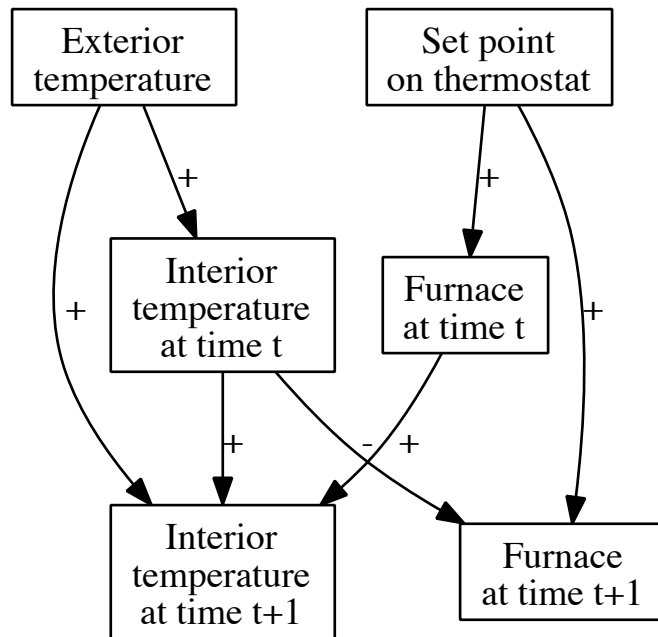 Exterior
temperature
Set point
on thermostat
+
+
Interior
temperature
at time t
Furnace
at time t
+
+
+
-
+
Interior
temperature
at time t+1
Furnace
at time t+1